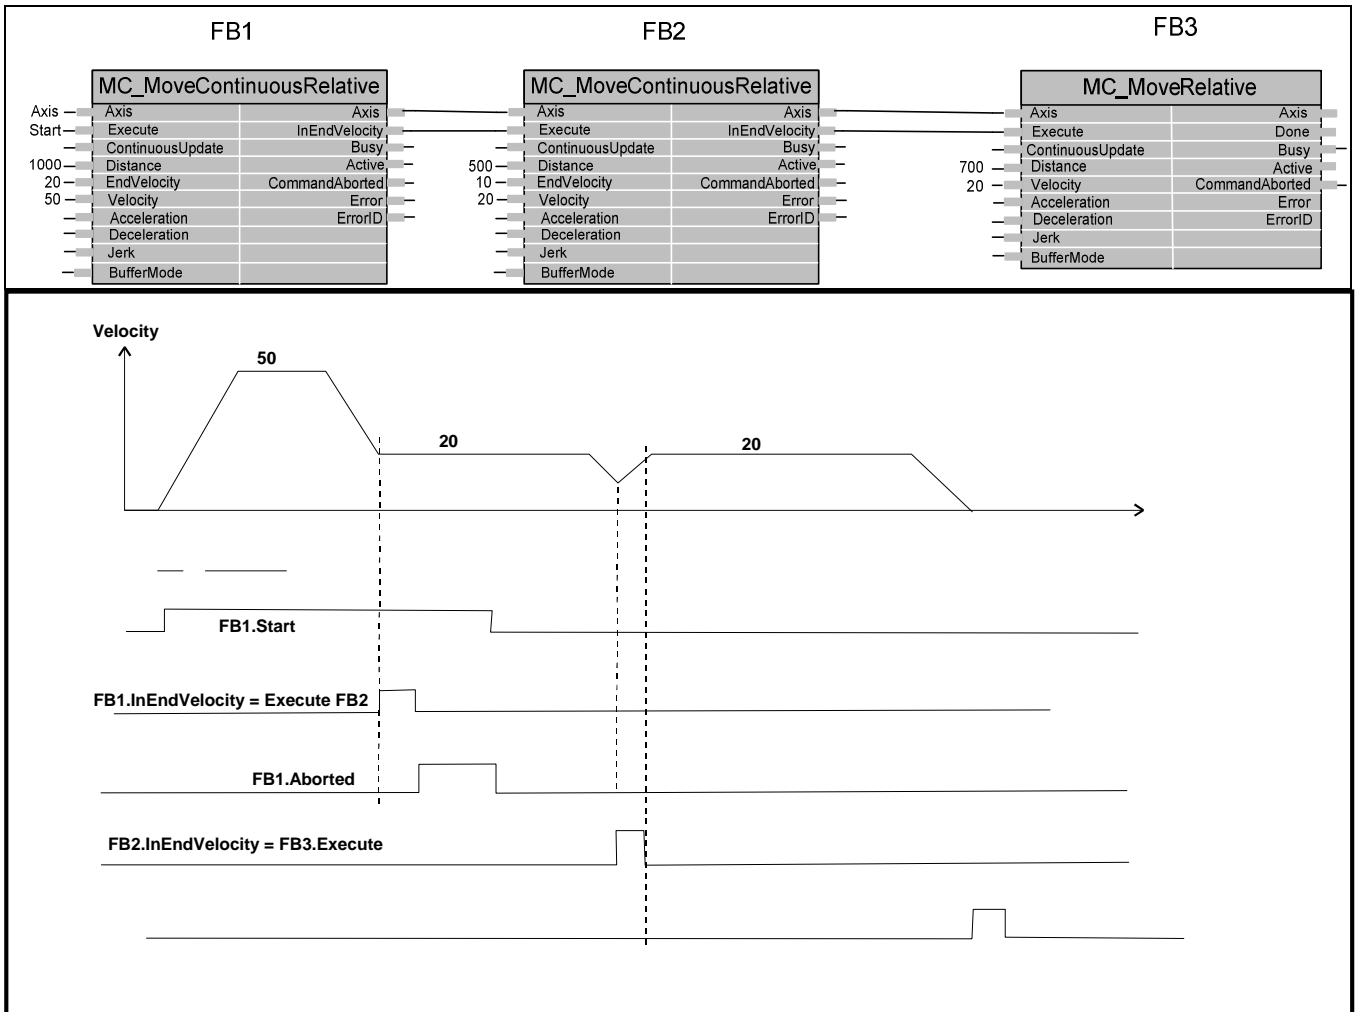 FB1 FB2 FB3
MC_MoveContinuousRelative MC_MoveContinuousRelative MC_MoveRelative
Axis Axis Axis Axis Axis Axis Axis
Start Execute InEndVelocity Execute InEndVelocity Execute Done
ContinuousUpdate Busy ContinuousUpdate Busy ContinuousUpdate Busy
1000 Distance Active 500 Distance Active 700 Distance Active
20 EndVelocity CommandAborted 10 EndVelocity CommandAborted 20 Velocity CommandAborted
50 Velocity Error 20 Velocity Error Acceleration Error
Acceleration ErrorID Acceleration ErrorID Deceleration ErrorID
Deceleration Deceleration Jerk
Jerk Jerk BufferMode
BufferMode BufferMode
Velocity
50
20 20
FB1.Start
FB1.InEndVelocity = Execute FB2
FB1.Aborted
FB2.InEndVelocity = FB3.Execute